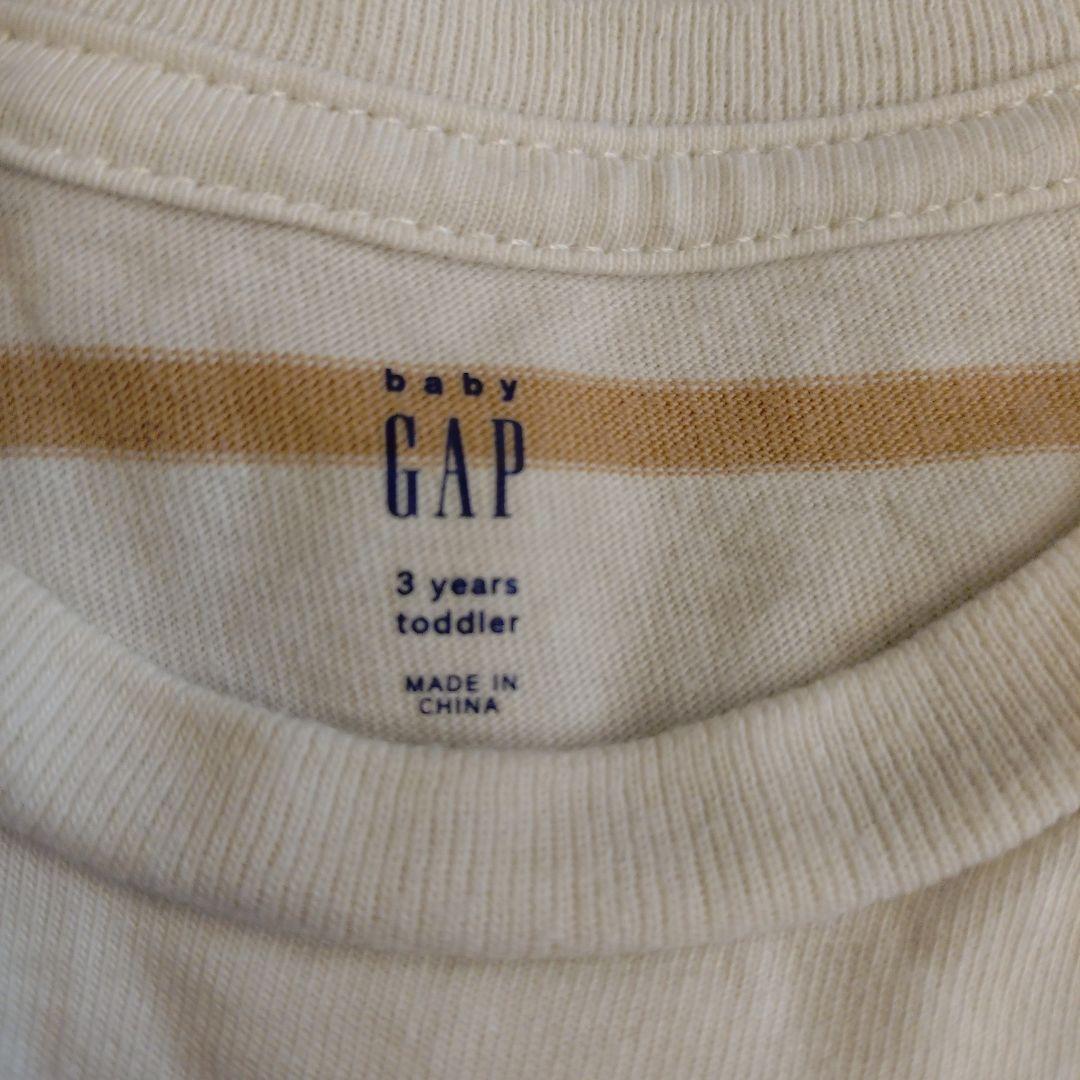 baby
GAP
3 years
toddler
MADE IN
CHINA